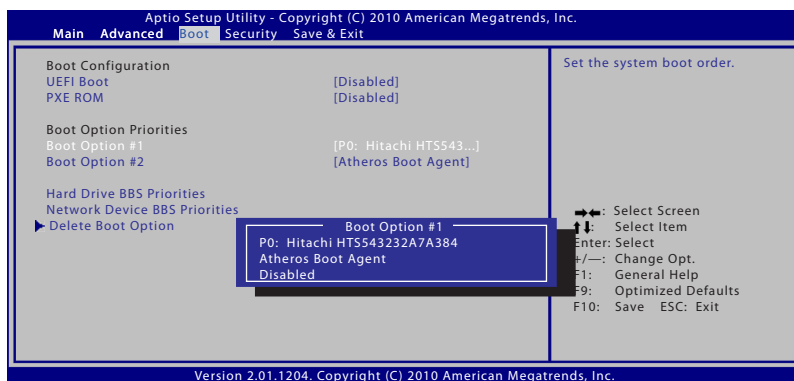 Aptio Setup Utility - Copyright (C) 2010 American Megatrends, Inc.
Main Advanced Boot Security Save & Exit
Boot Configuration
UEFI Boot [Disabled]
PXE ROM [Disabled]
Boot Option Priorities
Boot Option #1 [P0: Hitachi HTS543...]
Boot Option #2 [Atheros Boot Agent]
Hard Drive BBS Priorities
Network Device BBS Priorities
Delete Boot Option
Boot Option #1
P0: Hitachi HTS543232A7A384
Atheros Boot Agent
Disabled
Set the system boot order.
→←: Select Screen
↑↓: Select Item
Enter: Select
+/—: Change Opt.
F1: General Help
F9: Optimized Defaults
F10: Save ESC: Exit
Version 2.01.1204. Copyright (C) 2010 American Megatrends, Inc.